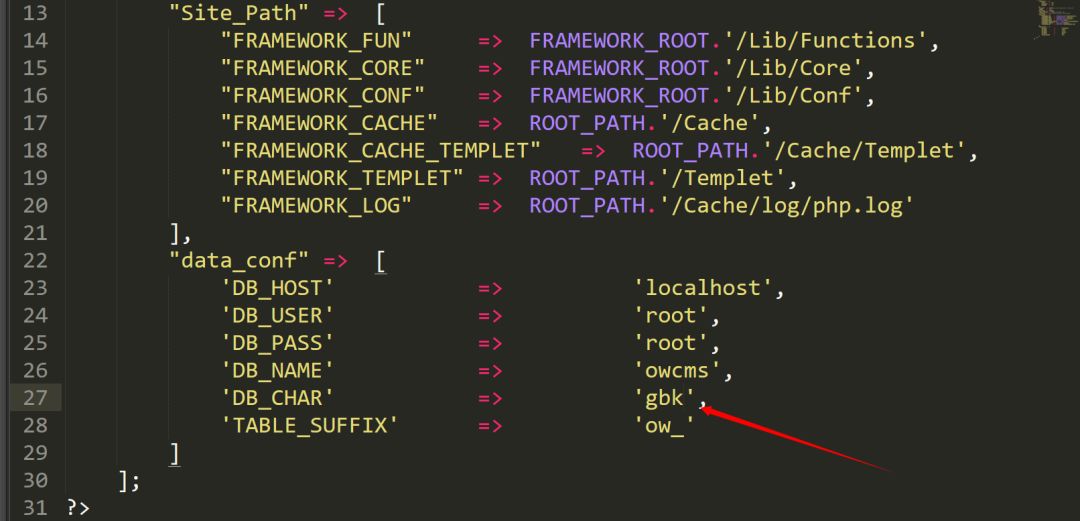 13 "Site_Path" => [
14 "FRAMEWORK_FUN" => FRAMEWORK_ROOT.'/Lib/Functions',
15 "FRAMEWORK_CORE" => FRAMEWORK_ROOT.'/Lib/Core',
16 "FRAMEWORK_CONF" => FRAMEWORK_ROOT.'/Lib/Conf',
17 "FRAMEWORK_CACHE" => ROOT_PATH.'/Cache',
18 "FRAMEWORK_CACHE_TEMPLET" => ROOT_PATH.'/Cache/Templet',
19 "FRAMEWORK_TEMPLET" => ROOT_PATH.'/Templet',
20 "FRAMEWORK_LOG" => ROOT_PATH.'/Cache/log/php.log'
21 ],
22 "data_conf" => [
23 'DB_HOST' => 'localhost',
24 'DB_USER' => 'root',
25 'DB_PASS' => 'root',
26 'DB_NAME' => 'owcms',
27 'DB_CHAR' => 'gbk',
28 'TABLE_SUFFIX' => 'ow_'
29 ]
30 ];
31 ?>